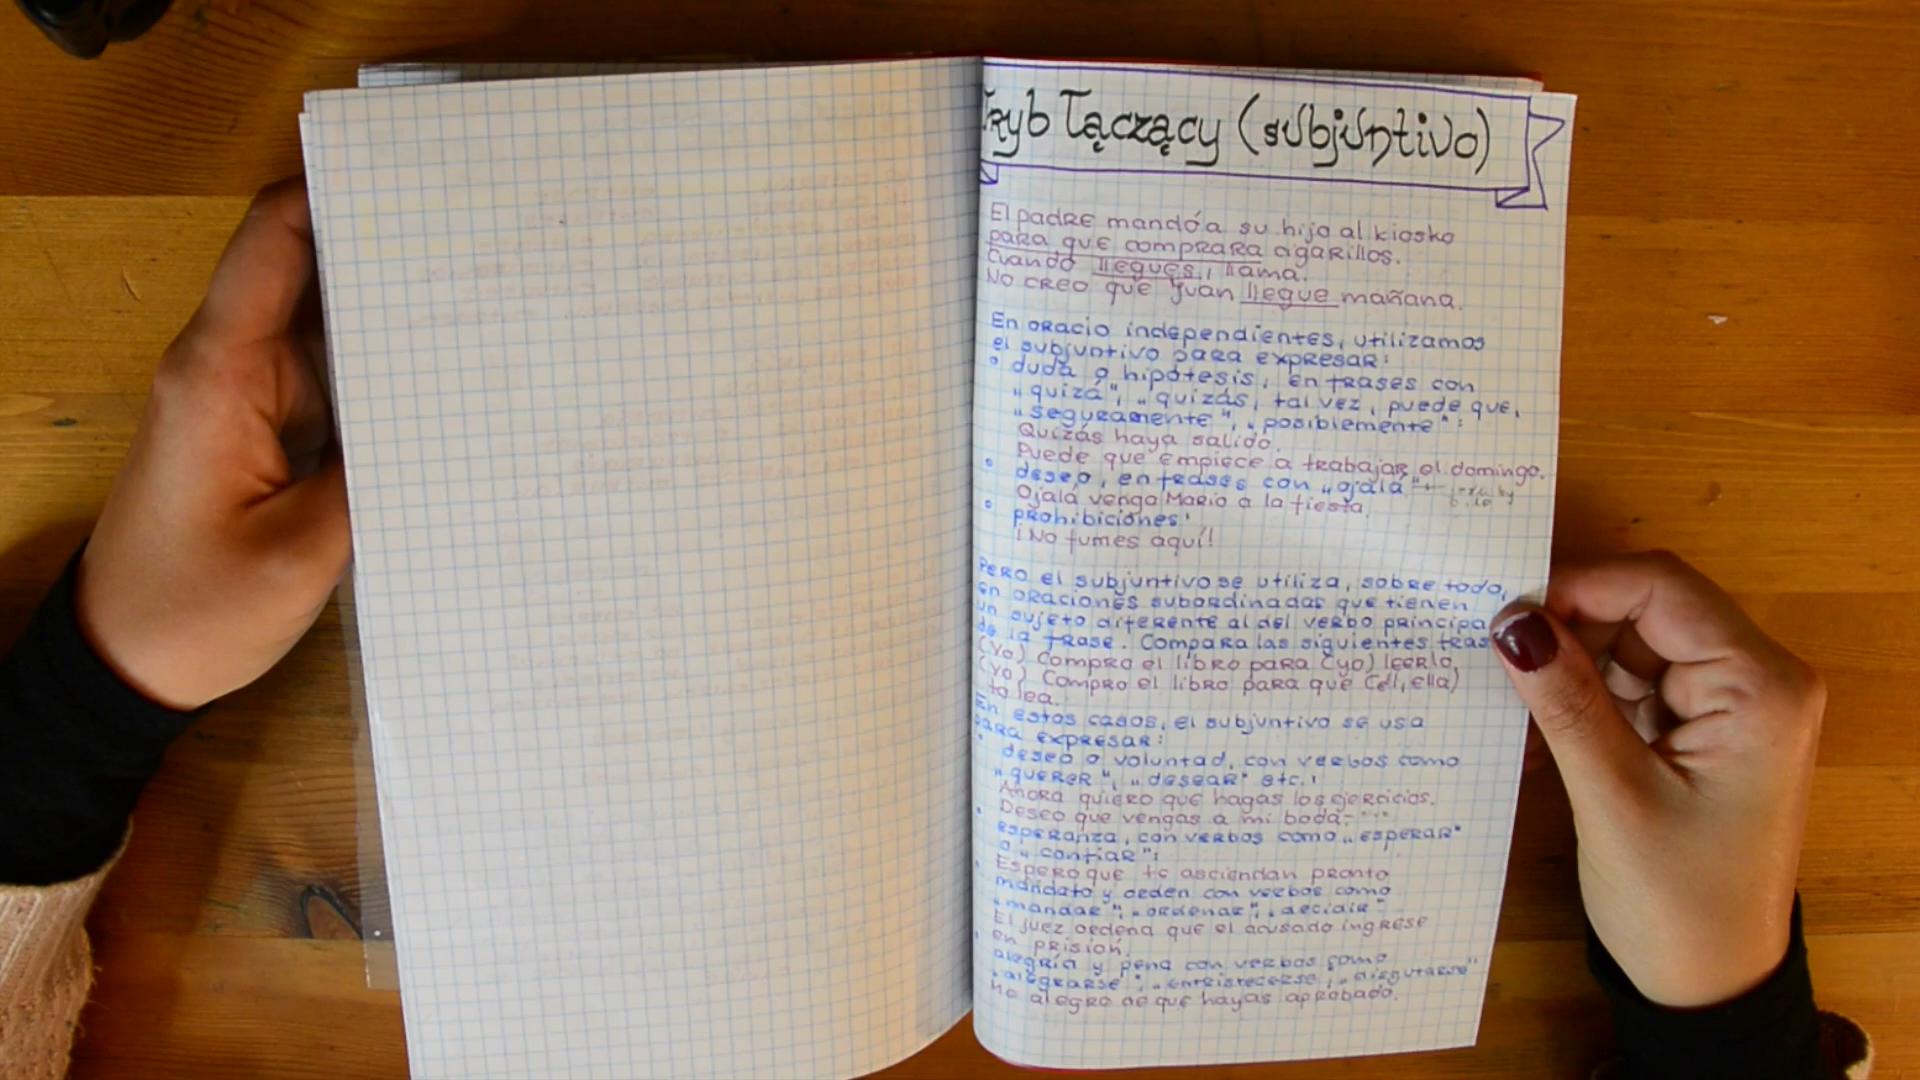 Tryb Łączący (subjuntivo)
El padre mandó a su hijo al kiosko
para que comprara cigarillos.
Cuando llegues, llama.
No creo que Juan llegue mañana.
En oracio independientes, utilizamos
el subjuntivo para expresar:
• duda o hipótesis, en frases con
„quizá", „quizás, tal vez, puede que,
„seguramente", „posiblemente":
Quizás haya salido.
Puede que empiece a trabajar el domingo.
• deseo, en frases con „ojalá"
Ojalá venga Mario a la fiesta.
• prohibiciones:
¡No fumes aquí!
Pero el subjuntivo se utiliza, sobre todo,
en oraciones subordinadas que tienen
un sujeto diferente al del verbo principa
de la frase. Compara las siguientes fras
(Yo) compro el libro para (yo) leerlo.
(Yo) compro el libro para que (él, ella)
lo lea.
En estos casos, el subjuntivo se usa
para expresar:
• deseo o voluntad, con verbos como
„querer", „desear" etc.:
Ahora quiero que hagas los ejercicios.
Deseo que vengas a mi boda.
• esperanza, con verbos como „esperar"
o „confiar":
Espero que te asciendan pronto
• mandato y orden con verbos como
„mandar", „ordenar", „decidir"
El juez ordena que el acusado ingrese
en prisión.
• alegría y pena con verbos como
„alegrarse", „entristecerse, „disgutarse"
Me alegro de que hayas aprobado.